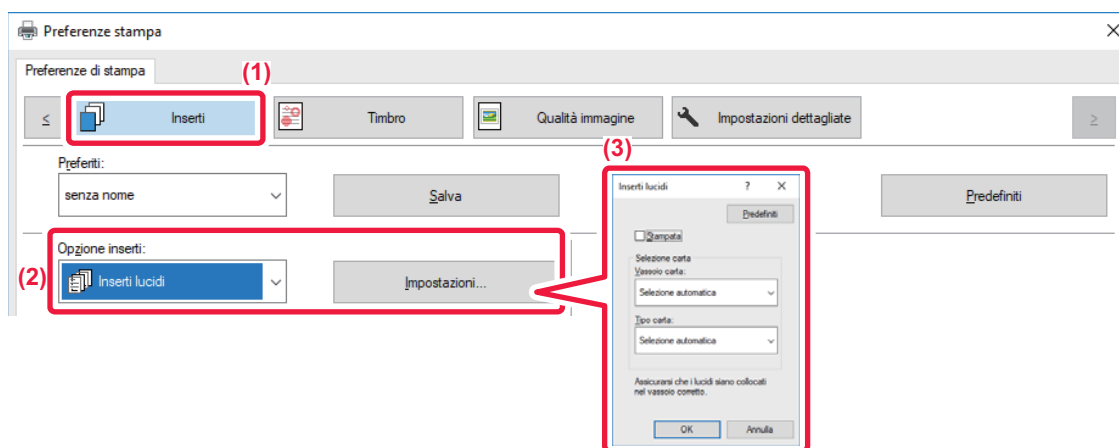 Preferenze stampa
Preferenze di stampa
(1)
< Inserti Timbro Qualità immagine Impostazioni dettagliate >
(3)
Preferiti:
senza nome Salva Predefiniti
Opzione inserti:
(2) Inserti lucidi Impostazioni...
Inserti lucidi ? X
Predefiniti
Stampata
Selezione carta
Vassoio carta:
Selezione automatica
Tipo carta:
Selezione automatica
Assicurarsi che i lucidi siano collocati
nel vassoio corretto.
OK Annulla